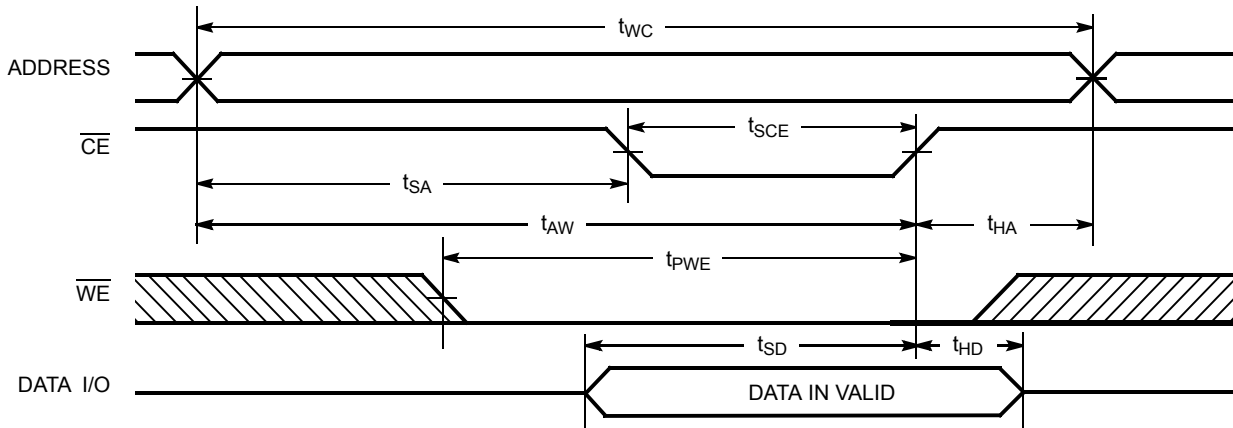 tWC
ADDRESS
CE
tSCE
tSA
tAW
tHA
tPWE
WE
tSD
tHD
DATA I/O
DATA IN VALID